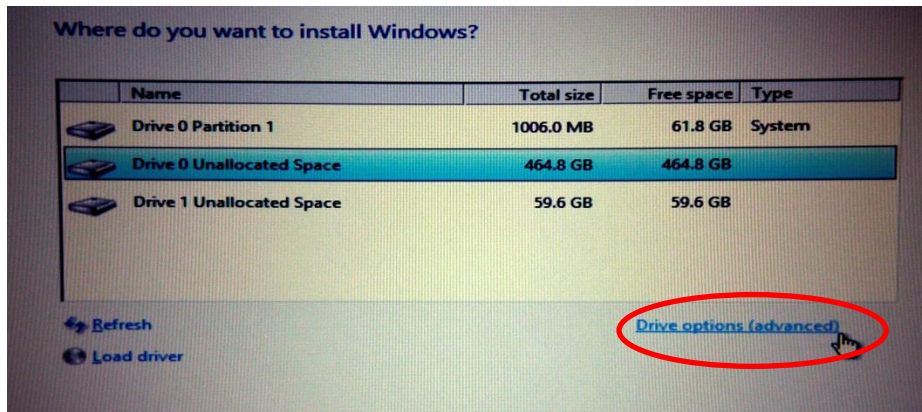 Where do you want to install Windows?
Name Total size Free space Type
Drive 0 Partition 1 1006.0 MB 61.8 GB System
Drive 0 Unallocated Space 464.8 GB 464.8 GB
Drive 1 Unallocated Space 59.6 GB 59.6 GB
Refresh Drive options (advanced)
Load driver